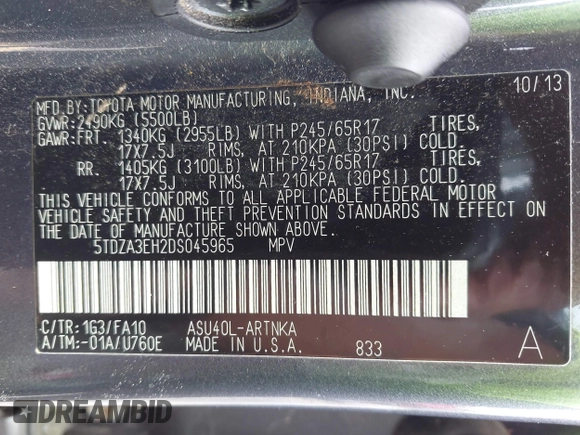 MFD.BY:TOYOTA MOTOR MANUFACTURING, INDIANA, INC. 10/13
GVWR:2490KG (5500LB)
GAWR:FRT. 1340KG (2955LB) WITH P245/65R17 TIRES,
17X7.5J RIMS, AT 210KPA (30PSI) COLD.
RR. 1405KG (3100LB) WITH P245/65R17 TIRES,
17X7.5J RIMS, AT 210KPA (30PSI) COLD.
THIS VEHICLE CONFORMS TO ALL APPLICABLE FEDERAL MOTOR
VEHICLE SAFETY AND THEFT PREVENTION STANDARDS IN EFFECT ON
THE DATE OF MANUFACTURE SHOWN ABOVE.
5TDZA3EH2DS045965 MPV
C/TR: 1G3/FA10 ASU40L-ARTNKA
A/TM:-01A/U760E MADE IN U.S.A. 833 A
DREAMBID